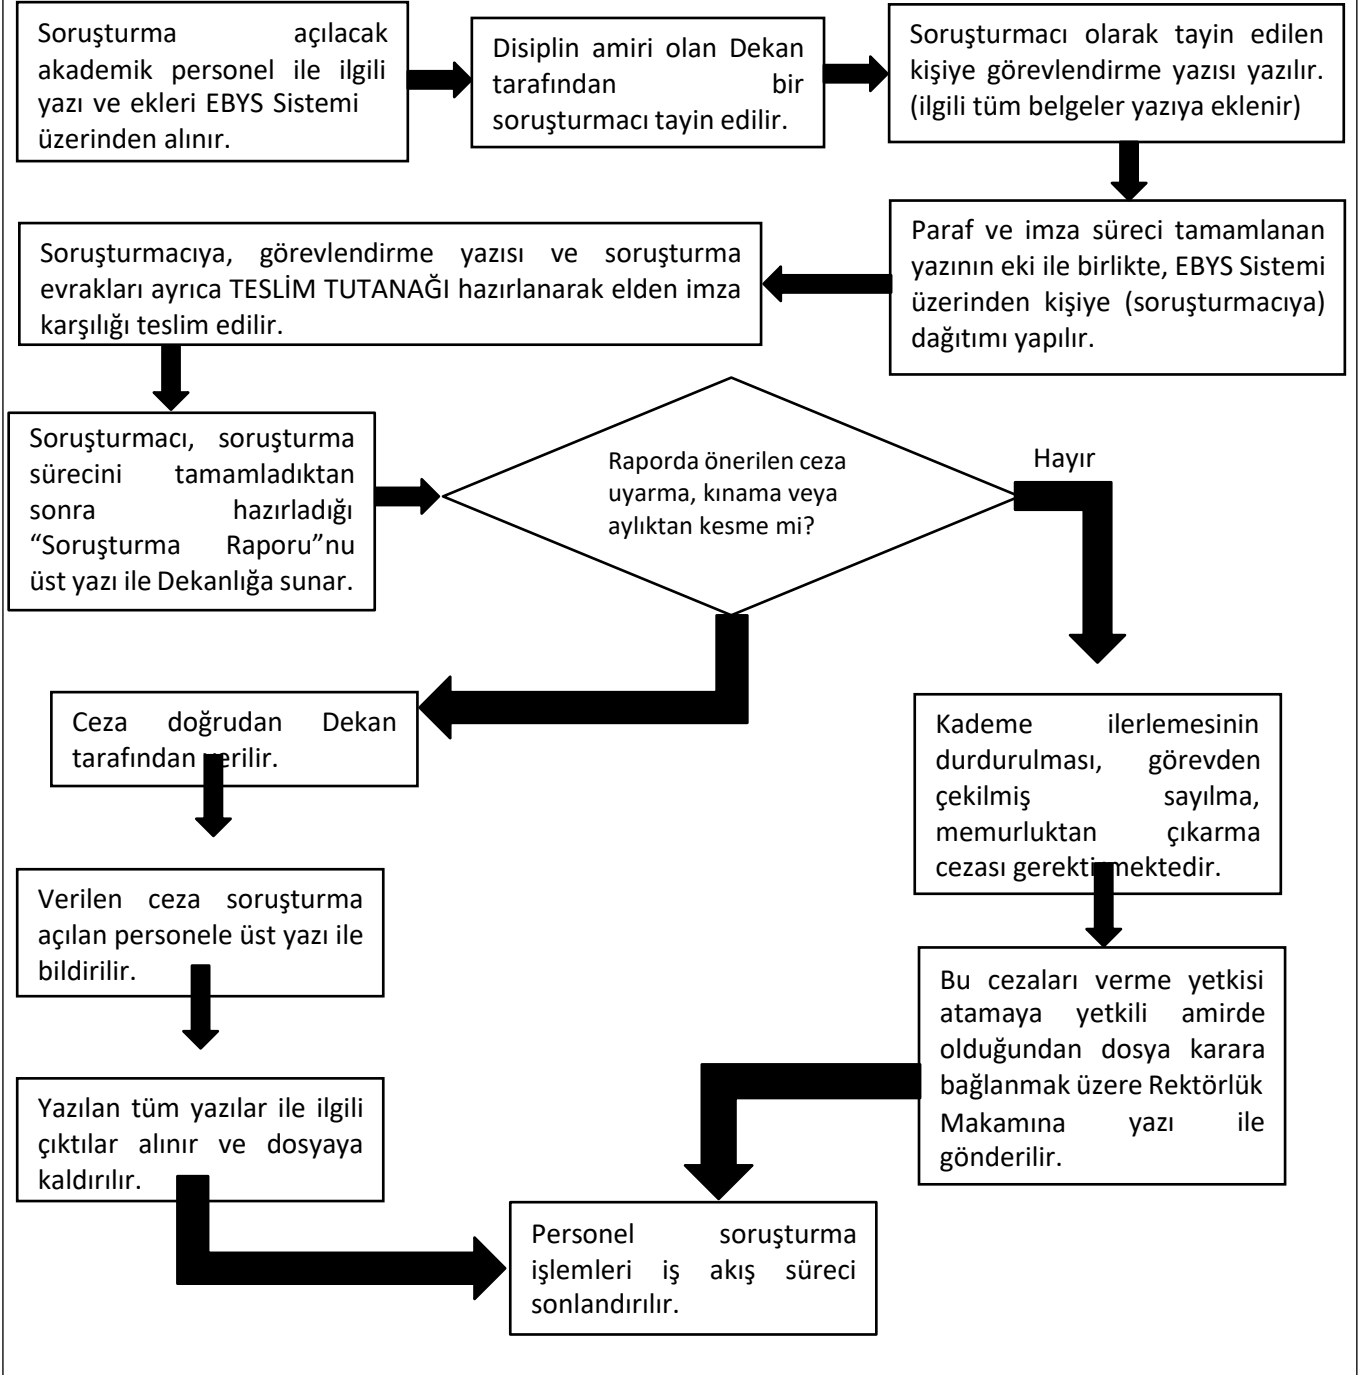 Soruşturma açılacak
akademik personel ile ilgili
yazı ve ekleri EBYS Sistemi
üzerinden alınır.
Disiplin amiri olan Dekan
tarafından bir
soruşturmacı tayin edilir.
Soruşturmacı olarak tayin edilen
kişiye görevlendirme yazısı yazılır.
(ilgili tüm belgeler yazıya eklenir)
Paraf ve imza süreci tamamlanan
yazının eki ile birlikte, EBYS Sistemi
üzerinden kişiye (soruşturmacıya)
dağıtımı yapılır.
Soruşturmacıya, görevlendirme yazısı ve soruşturma
evrakları ayrıca TESLİM TUTANAĞI hazırlanarak elden imza
karşılığı teslim edilir.
Soruşturmacı, soruşturma
sürecini tamamladıktan
sonra hazırladığı
“Soruşturma Raporu”nu
üst yazı ile Dekanlığa sunar.
Raporda önerilen ceza
uyarma, kınama veya
aylıktan kesme mi?
Hayır
Ceza doğrudan Dekan
tarafından verilir.
Verilen ceza soruşturma
açılan personele üst yazı ile
bildirilir.
Yazılan tüm yazılar ile ilgili
çıktılar alınır ve dosyaya
kaldırılır.
Kademe ilerlemesinin
durdurulması, görevden
çekilmiş sayılma,
memurluktan çıkarma
cezası gerektirmektedir.
Bu cezaları verme yetkisi
atamaya yetkili amirde
olduğundan dosya karara
bağlanmak üzere Rektörlük
Makamına yazı ile
gönderilir.
Personel soruşturma
işlemleri iş akış süreci
sonlandırılır.